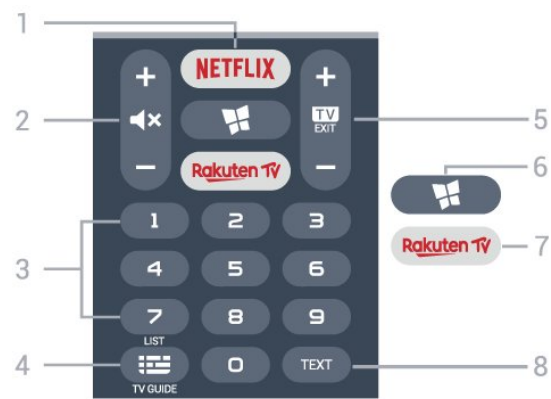 1
NETFLIX
+ +
2
TV
EXIT
5
6
− −
Rakuten TV
1 2 3
Rakuten TV
7
3
4 5 6
7 8 9
LIST
4
0 TEXT
8
TV GUIDE